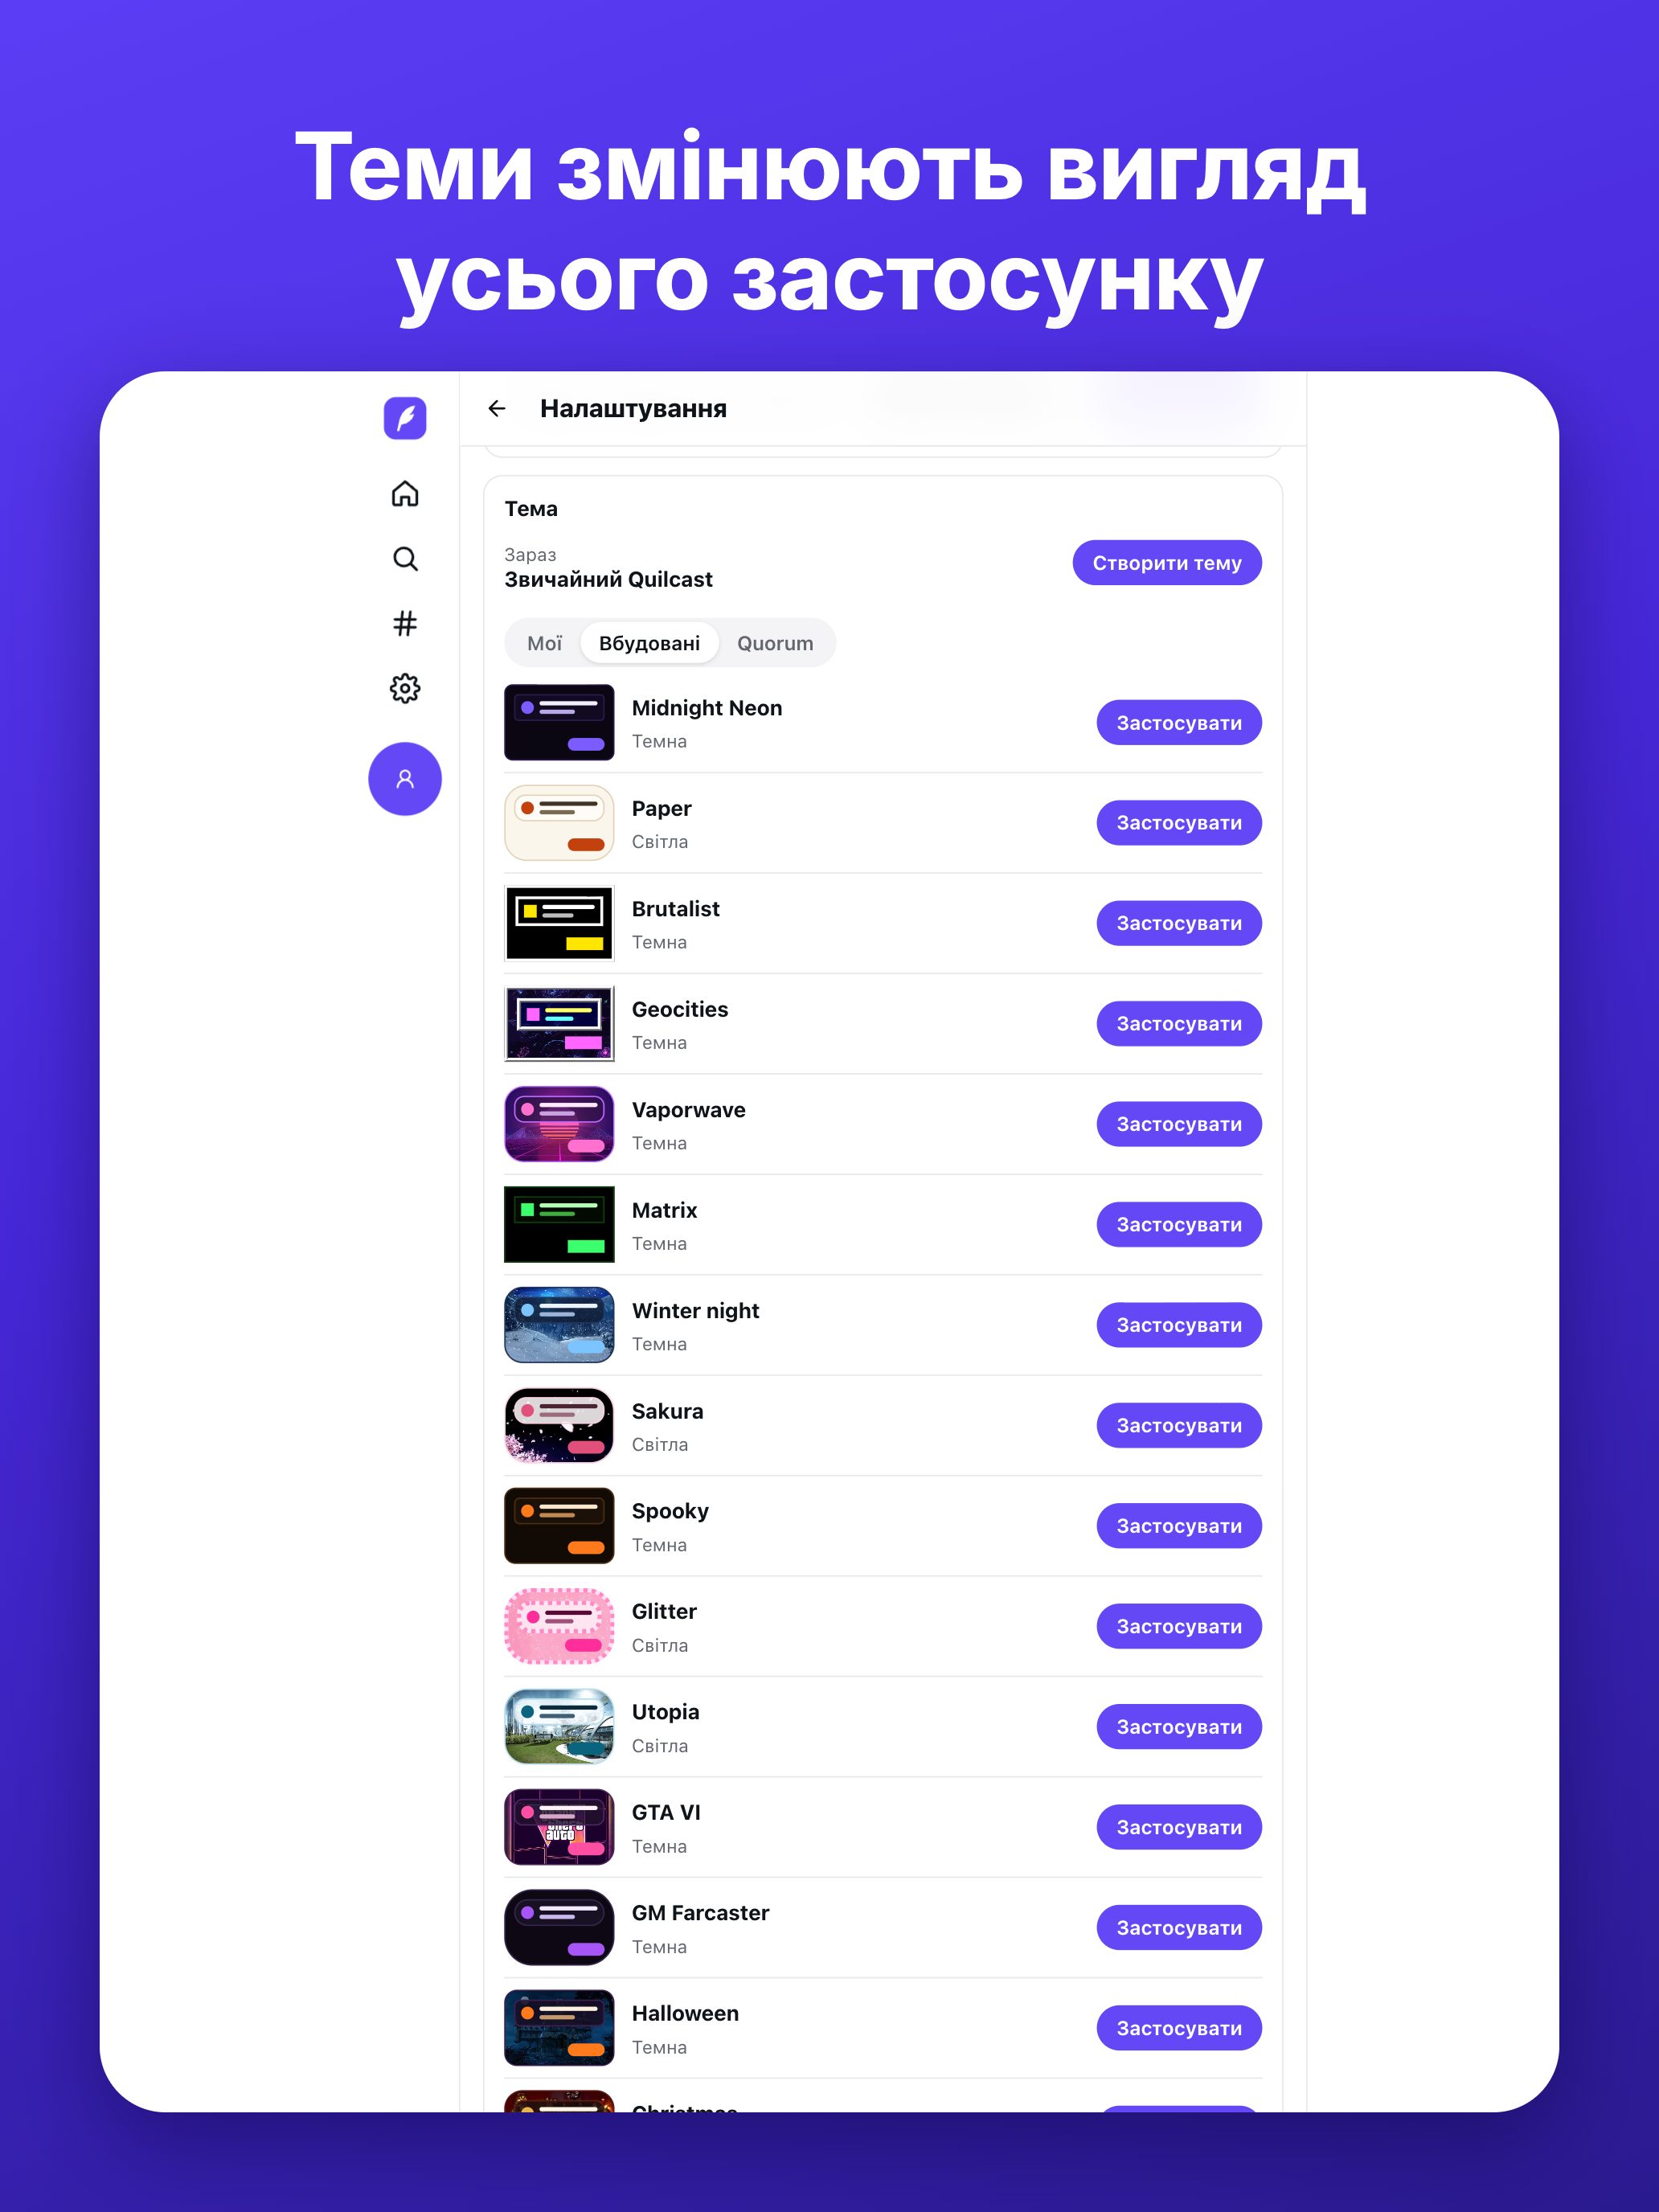 Теми змінюють вигляд
усього застосунку
Налаштування
Тема
Зараз
Звичайний Quilcast
Створити тему
Мої
Вбудовані
Quorum
Midnight Neon
Темна
Застосувати
Paper
Світла
Застосувати
Brutalist
Темна
Застосувати
Geocities
Темна
Застосувати
Vaporwave
Темна
Застосувати
Matrix
Темна
Застосувати
Winter night
Темна
Застосувати
Sakura
Світла
Застосувати
Spooky
Темна
Застосувати
Glitter
Світла
Застосувати
Utopia
Світла
Застосувати
auto
GTA VI
Темна
Застосувати
GM Farcaster
Темна
Застосувати
Halloween
Темна
Застосувати